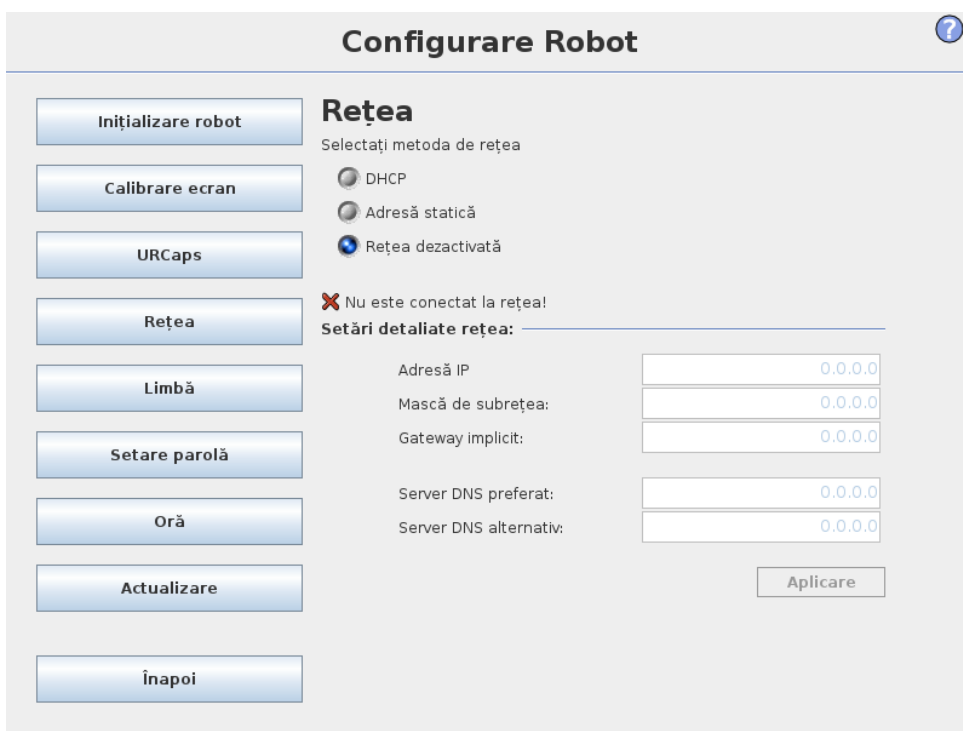 Configurare Robot
?
Inițializare robot
Calibrare ecran
URCaps
Rețea
Limbă
Setare parolă
Oră
Actualizare
Înapoi
Rețea
Selectați metoda de rețea
DHCP
Adresă statică
Rețea dezactivată
Nu este conectat la rețea!
Setări detaliate rețea:
Adresă IP 0.0.0.0
Mască de subrețea: 0.0.0.0
Gateway implicit: 0.0.0.0
Server DNS preferat: 0.0.0.0
Server DNS alternativ: 0.0.0.0
Aplicare